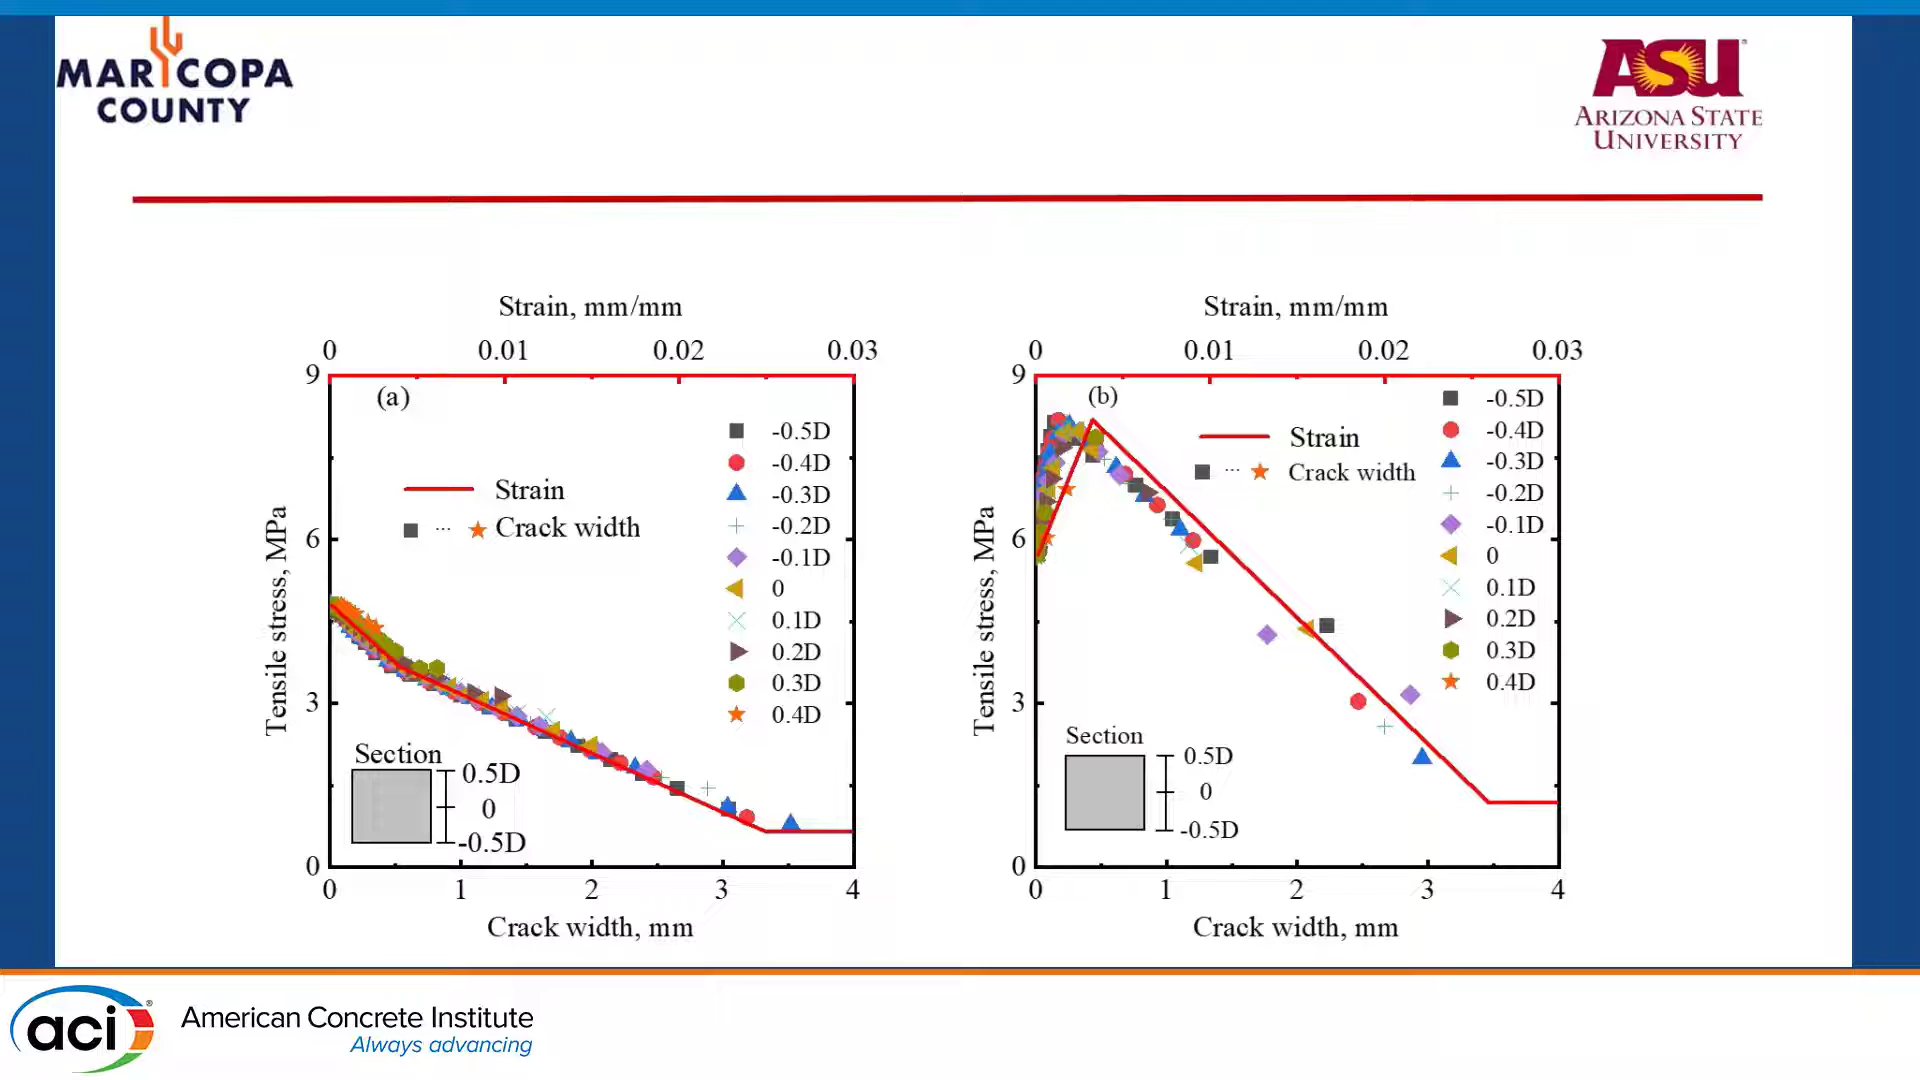 MARICOPA
COUNTY
ASU
ARIZONA STATE
UNIVERSITY
Strain, mm/mm
0 0.01 0.02 0.03
9
6
3
0
Tensile stress, MPa
(a)
Strain
··· Crack width
-0.5D
-0.4D
-0.3D
-0.2D
-0.1D
0
0.1D
0.2D
0.3D
0.4D
Section
0.5D
0
-0.5D
0 1 2 3 4
Crack width, mm
Strain, mm/mm
0 0.01 0.02 0.03
9
6
3
0
Tensile stress, MPa
(b)
Strain
··· Crack width
-0.5D
-0.4D
-0.3D
-0.2D
-0.1D
0
0.1D
0.2D
0.3D
0.4D
Section
0.5D
0
-0.5D
0 1 2 3 4
Crack width, mm
aci®
American Concrete Institute
Always advancing